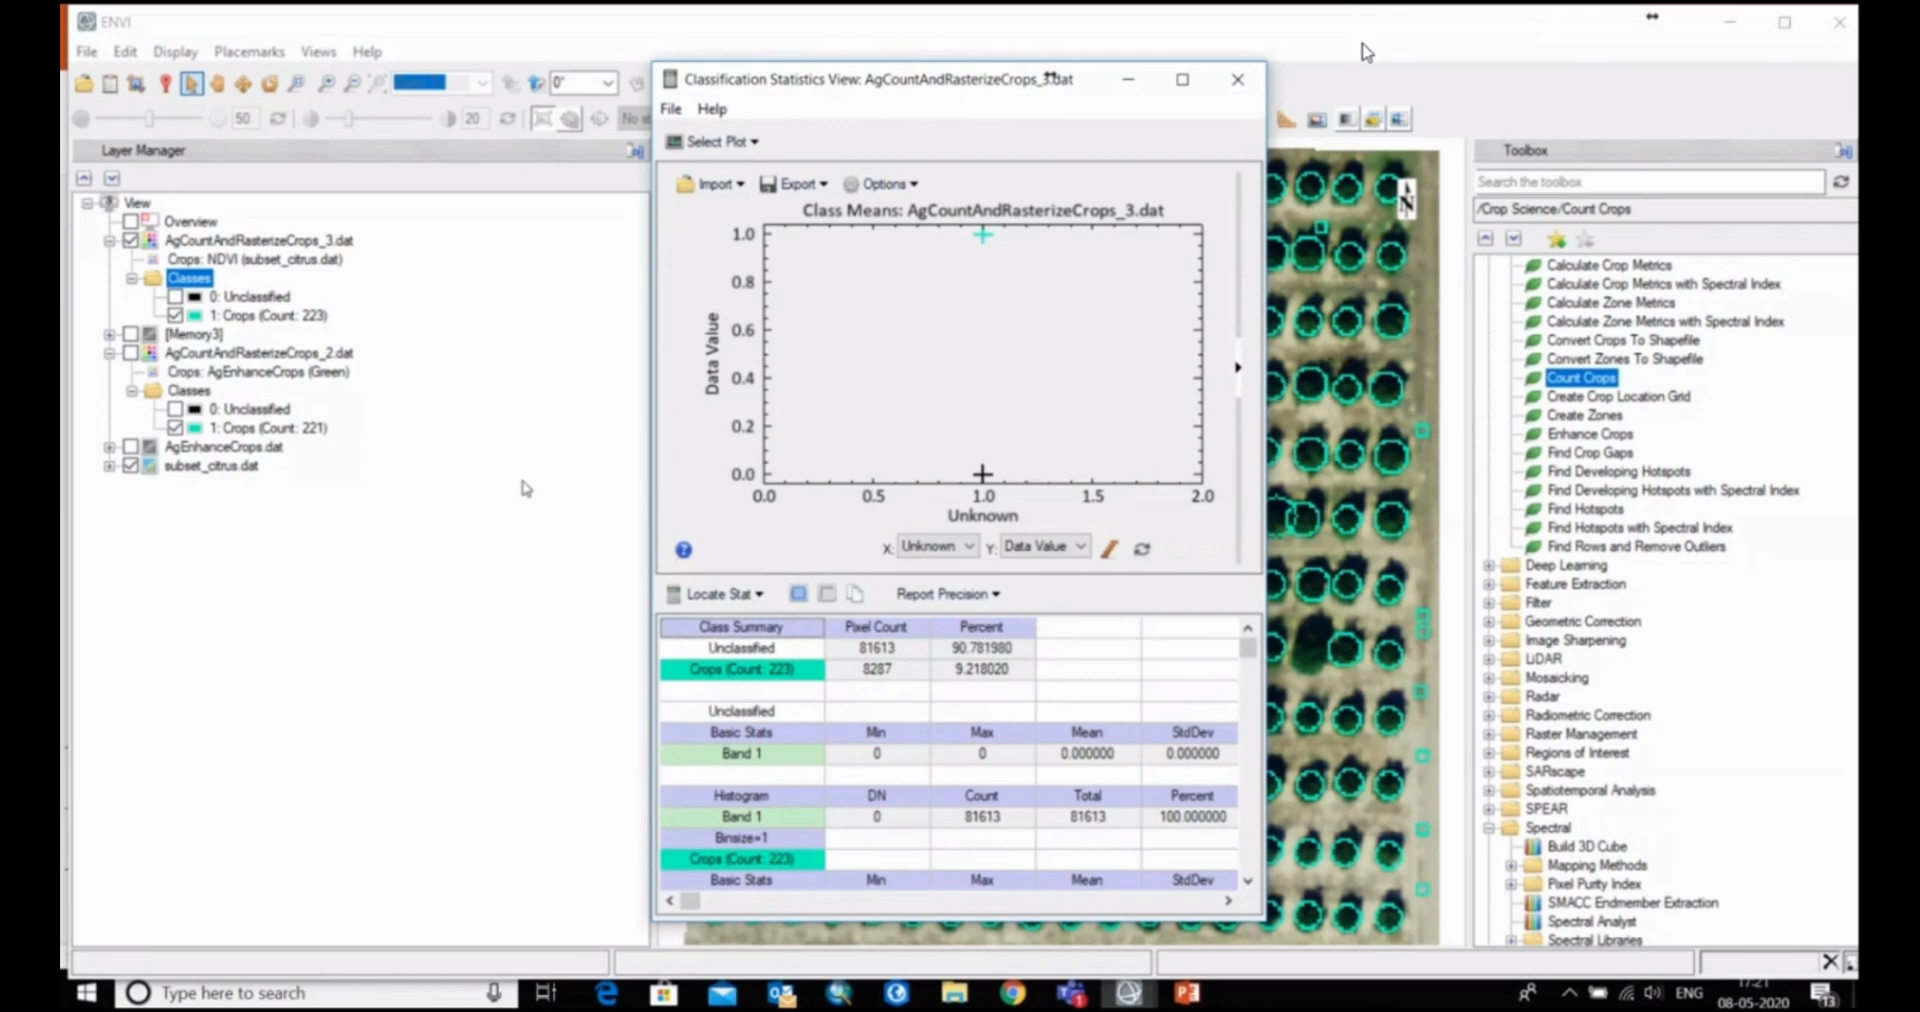 ENVI
File Edit Display Placemarks Views Help
0°
50 20 No st
Layer Manager
View
Overview
AgCountAndRasterizeCrops_3.dat
Crops: NDVI (subset_citrus.dat)
Classes
0: Unclassified
1: Crops (Count: 223)
[Memory3]
AgCountAndRasterizeCrops_2.dat
Crops: AgEnhanceCrops (Green)
Classes
0: Unclassified
1: Crops (Count: 221)
AgEnhanceCrops.dat
subset_citrus.dat
Classification Statistics View: AgCountAndRasterizeCrops_3.dat
File Help
Select Plot
Import Export Options
Class Means: AgCountAndRasterizeCrops_3.dat
1.0
0.8
0.6
0.4
0.2
0.0
Data Value
0.0 0.5 1.0 1.5 2.0
Unknown
X: Unknown Y: Data Value
Locate Stat Report Precision
Class Summary Pixel Count Percent
Unclassified 81613 90.781980
Crops (Count: 223) 8287 9.218020
Unclassified
Basic Stats Min Max Mean StdDev
Band 1 0 0 0.000000 0.000000
Histogram DN Count Total Percent
Band 1 0 81613 81613 100.000000
Binsize=1
Crops (Count: 223)
Basic Stats Min Max Mean StdDev
N
Toolbox
Search the toolbox
/Crop Science/Count Crops
Calculate Crop Metrics
Calculate Crop Metrics with Spectral Index
Calculate Zone Metrics
Calculate Zone Metrics with Spectral Index
Convert Crops To Shapefile
Convert Zones To Shapefile
Count Crops
Create Crop Location Grid
Create Zones
Enhance Crops
Find Crop Gaps
Find Developing Hotspots
Find Developing Hotspots with Spectral Index
Find Hotspots
Find Hotspots with Spectral Index
Find Rows and Remove Outliers
Deep Learning
Feature Extraction
Filter
Geometric Correction
Image Sharpening
LiDAR
Mosaicking
Radar
Radiometric Correction
Raster Management
Regions of Interest
SARscape
Spatiotemporal Analysis
SPEAR
Spectral
Build 3D Cube
Mapping Methods
Pixel Purity Index
SMACC Endmember Extraction
Spectral Analyst
Spectral Libraries
Type here to search
ENG
17:21
08-05-2020
13